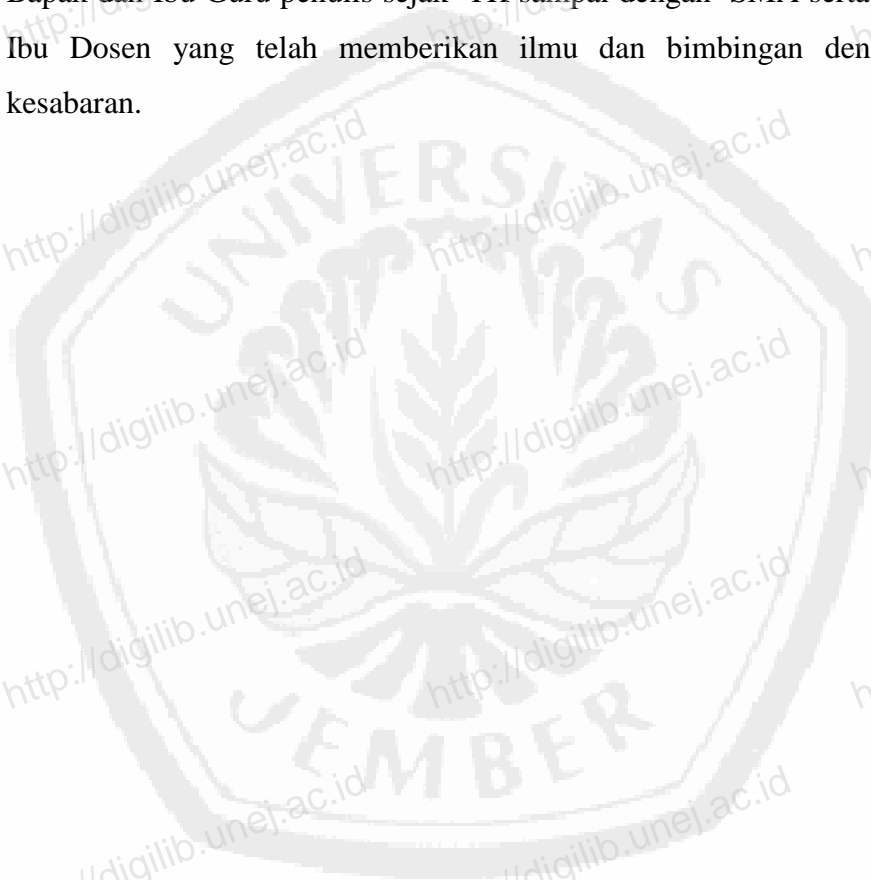 Bapak dan Ibu Guru penulis sejak TK sampai dengan SMA serta
Ibu Dosen yang telah memberikan ilmu dan bimbingan den
kesabaran.
http://digilib.unej.ac.id
http://digilib.unej.ac.id
UNIVERSITAS
http://digilib.unej.ac.id
http://digilib.unej.ac.id
http://digilib.unej.ac.id
http://digilib.unej.ac.id
JEMBER
//digilib.unej.ac.id
//digilib.unej.ac.id